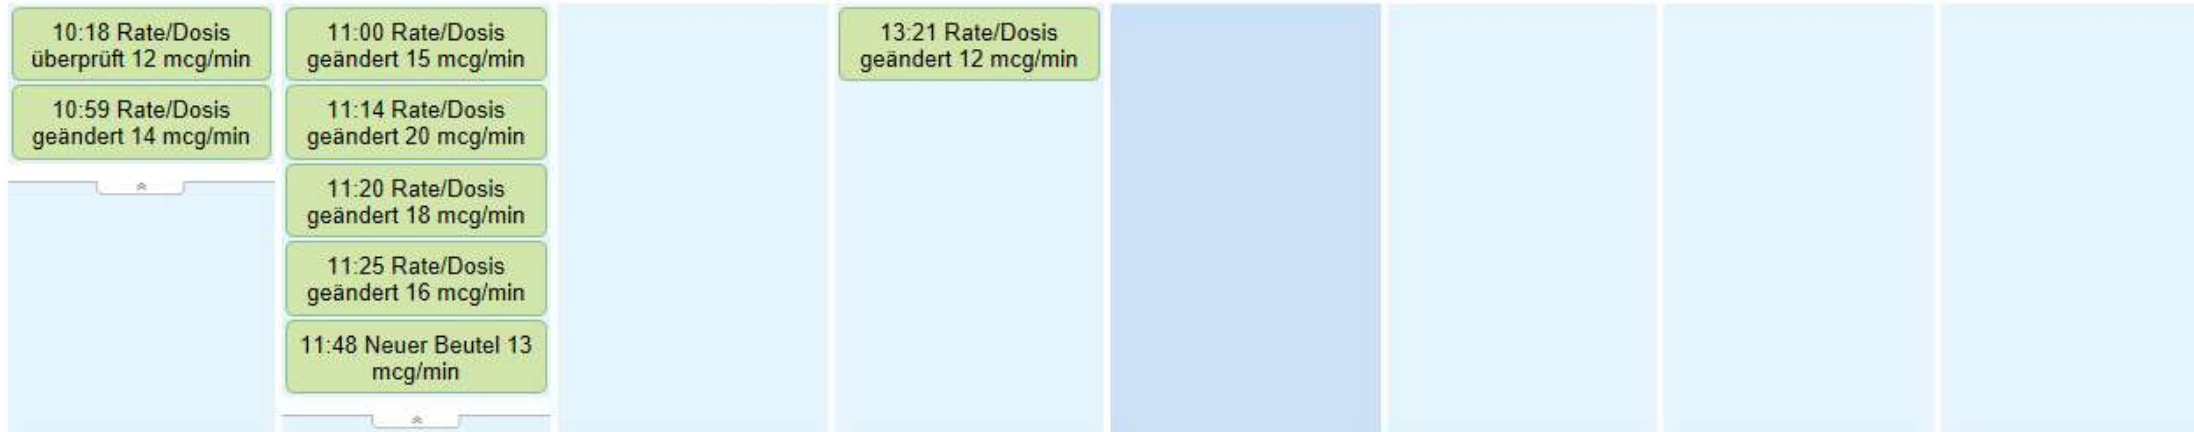 10:18 Rate/Dosis
überprüft 12 mcg/min
10:59 Rate/Dosis
geändert 14 mcg/min
11:00 Rate/Dosis
geändert 15 mcg/min
11:14 Rate/Dosis
geändert 20 mcg/min
11:20 Rate/Dosis
geändert 18 mcg/min
11:25 Rate/Dosis
geändert 16 mcg/min
11:48 Neuer Beutel 13
mcg/min
13:21 Rate/Dosis
geändert 12 mcg/min